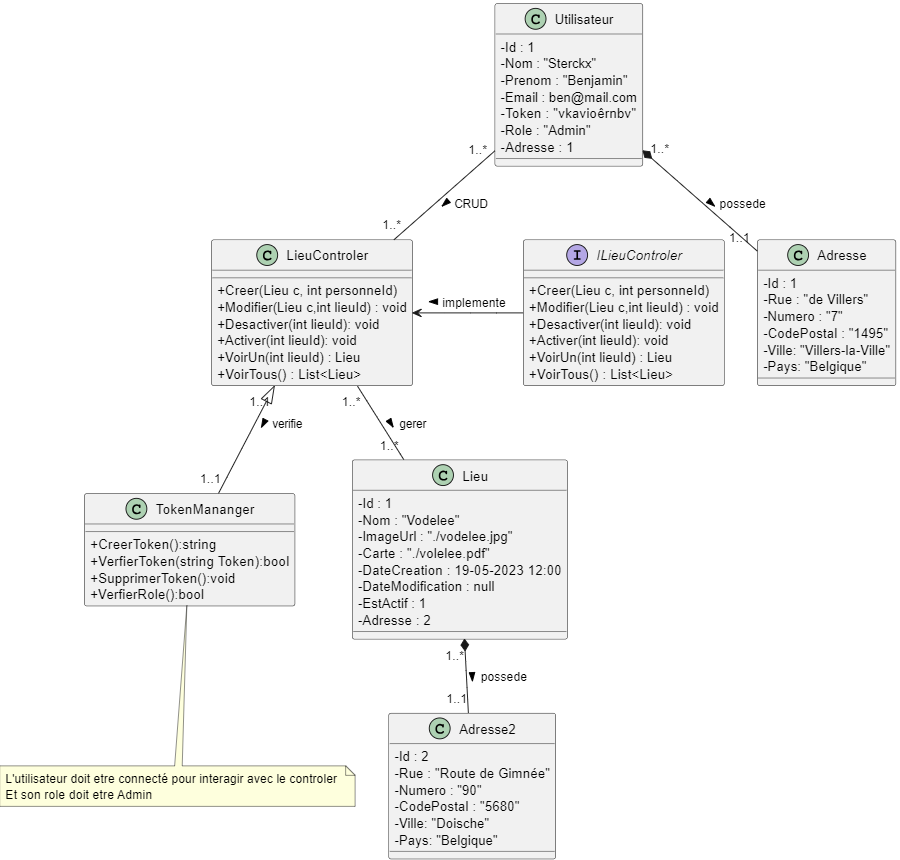 C Utilisateur
-Id : 1
-Nom : "Sterckx"
-Prenom : "Benjamin"
-Email : ben@mail.com
-Token : "vkavioêrnbv"
-Role : "Admin"
-Adresse : 1
1..*
1..*
CRUD
possede
1..*
1..1
C LieuControler
+Creer(Lieu c, int personneId)
+Modifier(Lieu c,int lieuId) : void
+Desactiver(int lieuId): void
+Activer(int lieuId): void
+VoirUn(int lieuId) : Lieu
+VoirTous() : List<Lieu>
implemente
I ILieuControler
+Creer(Lieu c, int personneId)
+Modifier(Lieu c,int lieuId) : void
+Desactiver(int lieuId): void
+Activer(int lieuId): void
+VoirUn(int lieuId) : Lieu
+VoirTous() : List<Lieu>
C Adresse
-Id : 1
-Rue : "de Villers"
-Numero : "7"
-CodePostal : "1495"
-Ville: "Villers-la-Ville"
-Pays: "Belgique"
1..1
1..*
verifie
gerer
1..1
1..*
C TokenMananger
+CreerToken():string
+VerfierToken(string Token):bool
+SupprimerToken():void
+VerfierRole():bool
C Lieu
-Id : 1
-Nom : "Vodelee"
-ImageUrl : "./vodelee.jpg"
-Carte : "./volelee.pdf"
-DateCreation : 19-05-2023 12:00
-DateModification : null
-EstActif : 1
-Adresse : 2
1..*
possede
1..1
L'utilisateur doit etre connecté pour interagir avec le controler
Et son role doit etre Admin
C Adresse2
-Id : 2
-Rue : "Route de Gimnée"
-Numero : "90"
-CodePostal : "5680"
-Ville: "Doische"
-Pays: "Belgique"